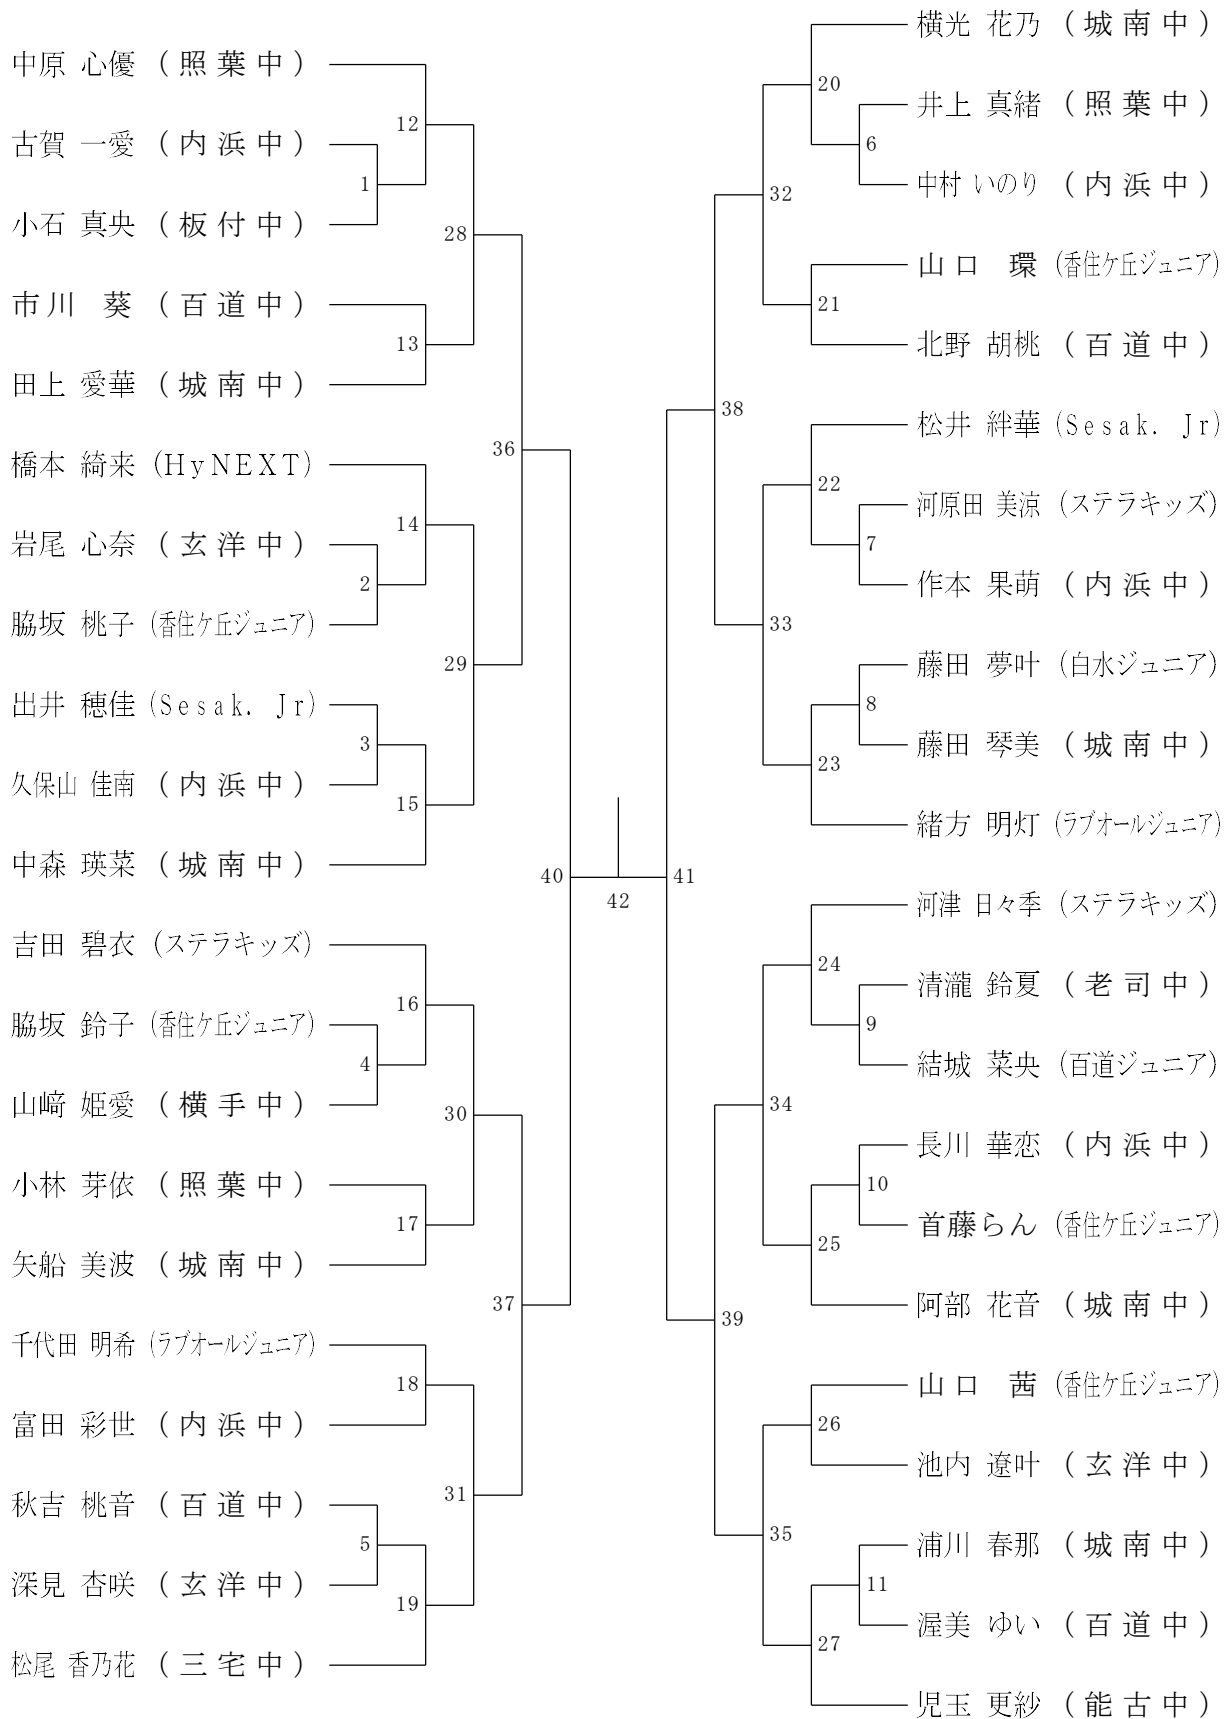 中原 心優 (照葉中)
12
古賀 一愛 (内浜中)
1
小石 真央 (板付中)
28
市川 葵 (百道中)
13
田上 愛華 (城南中)
36
橋本 綺来 (HyNEXT)
14
岩尾 心奈 (玄洋中)
2
脇坂 桃子 (香住ケ丘ジュニア)
29
出井 穂佳 (Sesak. Jr)
3
久保山 佳南 (内浜中)
15
中森 瑛菜 (城南中)
40
吉田 碧衣 (ステラキッズ)
16
脇坂 鈴子 (香住ケ丘ジュニア)
4
山﨑 姫愛 (横手中)
30
小林 芽依 (照葉中)
17
矢船 美波 (城南中)
37
千代田 明希 (ラブオールジュニア)
18
富田 彩世 (内浜中)
31
秋吉 桃音 (百道中)
5
深見 杏咲 (玄洋中)
19
松尾 香乃花 (三宅中)
42
横光 花乃 (城南中)
20
井上 真緒 (照葉中)
6
中村 いのり (内浜中)
32
山口 環 (香住ケ丘ジュニア)
21
北野 胡桃 (百道中)
38
松井 絆華 (Sesak. Jr)
22
河原田 美涼 (ステラキッズ)
7
作本 果萌 (内浜中)
33
藤田 夢叶 (白水ジュニア)
8
藤田 琴美 (城南中)
23
緒方 明灯 (ラブオールジュニア)
41
河津 日々季 (ステラキッズ)
24
清瀧 鈴夏 (老司中)
9
結城 菜央 (百道ジュニア)
34
長川 華恋 (内浜中)
10
首藤らん (香住ケ丘ジュニア)
25
阿部 花音 (城南中)
39
山口 茜 (香住ケ丘ジュニア)
26
池内 遼叶 (玄洋中)
35
浦川 春那 (城南中)
11
渥美 ゆい (百道中)
27
児玉 更紗 (能古中)